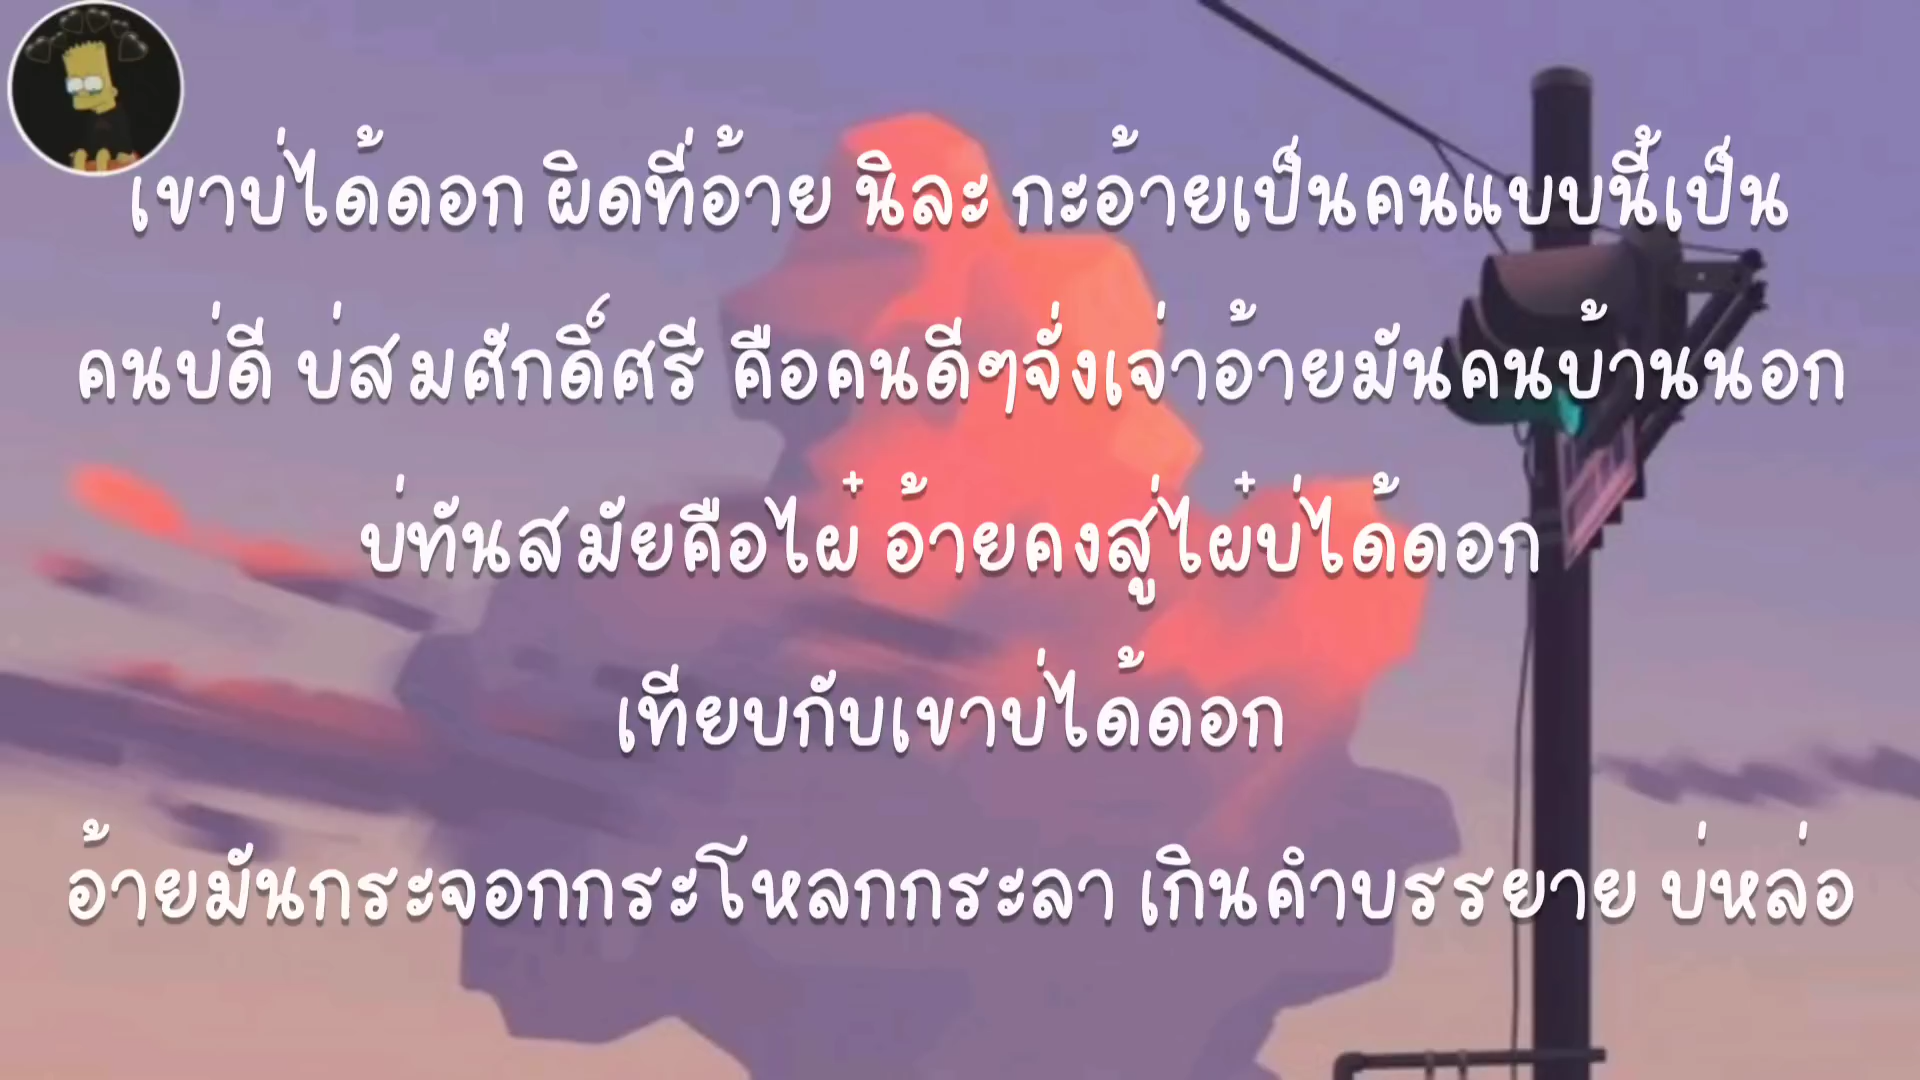 เขาบ่ได้ดอก ผิดที่อ้าย นิละ กะอ้ายเป็นคนแบบนี้เป็น
คนบ่ดี บ่สมศักดิ์ศรี คือคนดีๆจั่งเจ่าอ้ายมันคนบ้านนอก
บ่ทันสมัยคือไผ๋ อ้ายคงสู่ไผ๋บ่ได้ดอก
เทียบกับเขาบ่ได้ดอก
อ้ายมันกระจอกกระโหลกกระลา เกินคำบรรยาย บ่หล่อ